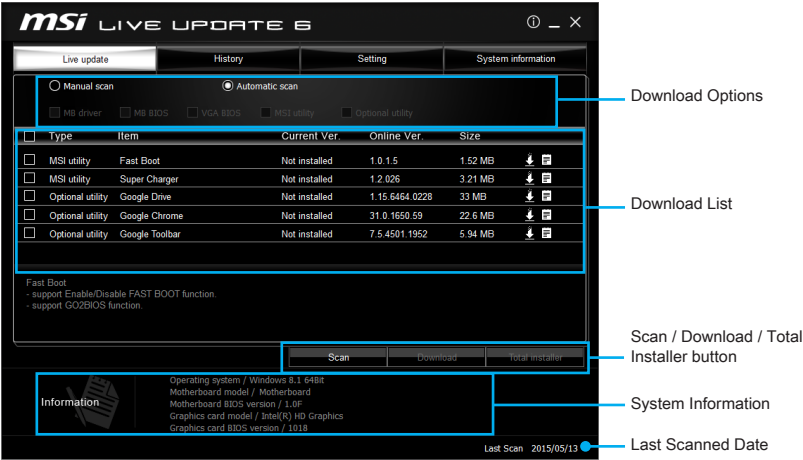 msi LIVE UPDATE 6
Live update History Setting System information
Manual scan Automatic scan
MB driver MB BIOS VGA BIOS MSI utility Optional utility
Download Options
Type Item Current Ver. Online Ver. Size
MSI utility Fast Boot Not installed 1.0.1.5 1.52 MB
MSI utility Super Charger Not installed 1.2.026 3.21 MB
Optional utility Google Drive Not installed 1.15.6464.0228 33 MB
Download List
Optional utility Google Chrome Not installed 31.0.1650.59 22.6 MB
Optional utility Google Toolbar Not installed 7.5.4501.1952 5.94 MB
Fast Boot
- support Enable/Disable FAST BOOT function.
- support GO2BIOS function.
Scan Download Total installer
Scan / Download / Total
Installer button
Information
Operating system / Windows 8.1 64Bit
Motherboard model / Motherboard
Motherboard BIOS version / 1.0F
Graphics card model / Intel(R) HD Graphics
Graphics card BIOS version / 1018
System Information
Last Scan 2015/05/13
Last Scanned Date